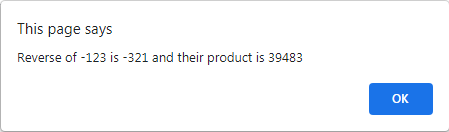 This page says
Reverse of -123 is -321 and their product is 39483
OK